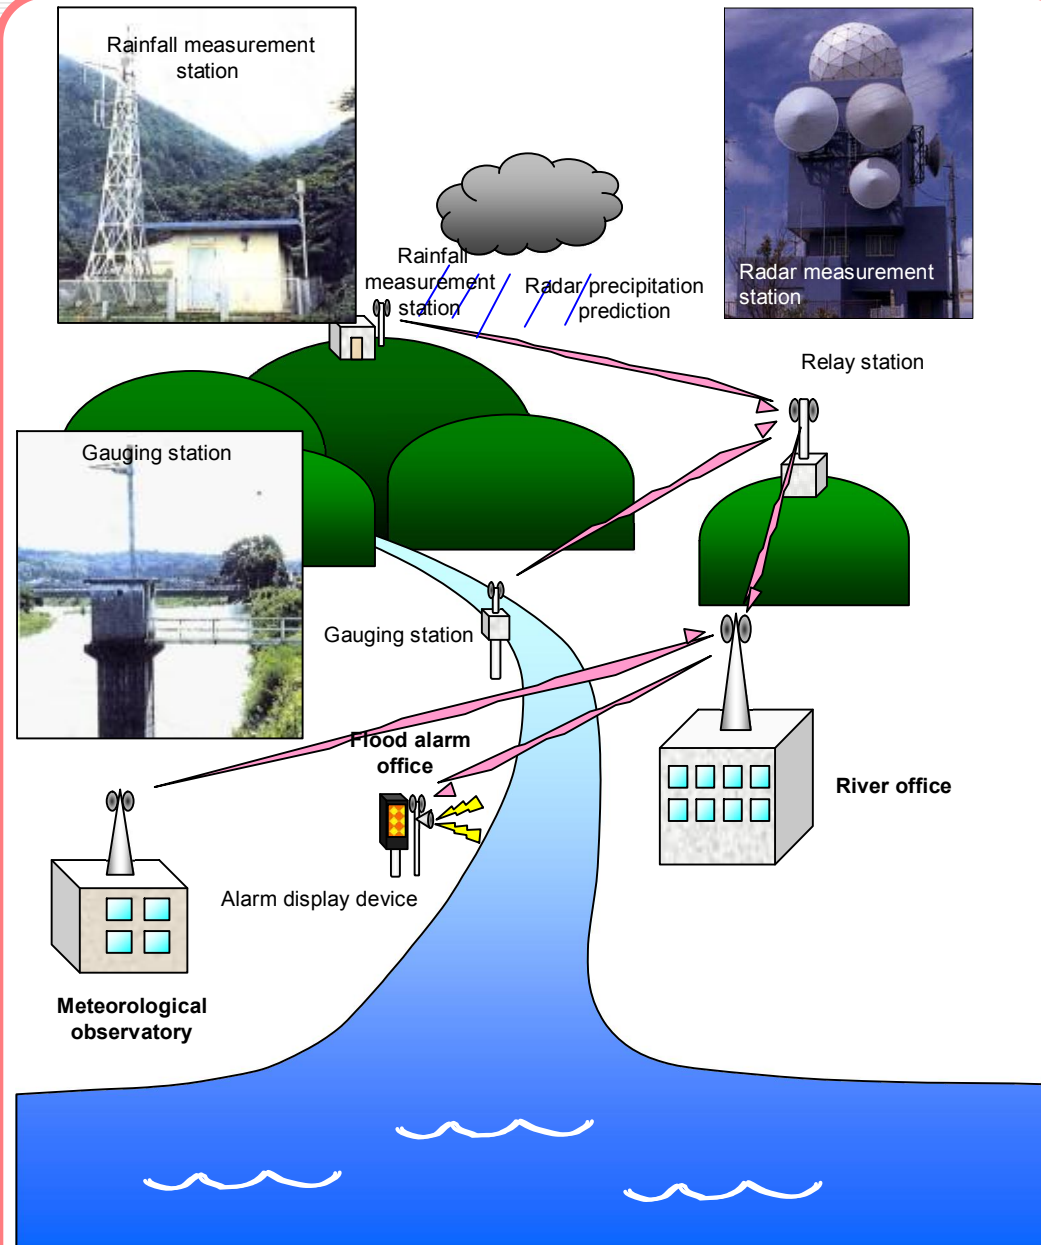 Rainfall measurement
station
Radar measurement
station
Rainfall
measurement
station
Radar precipitation
prediction
Relay station
Gauging station
Gauging station
Flood alarm
office
River office
Alarm display device
Meteorological
observatory